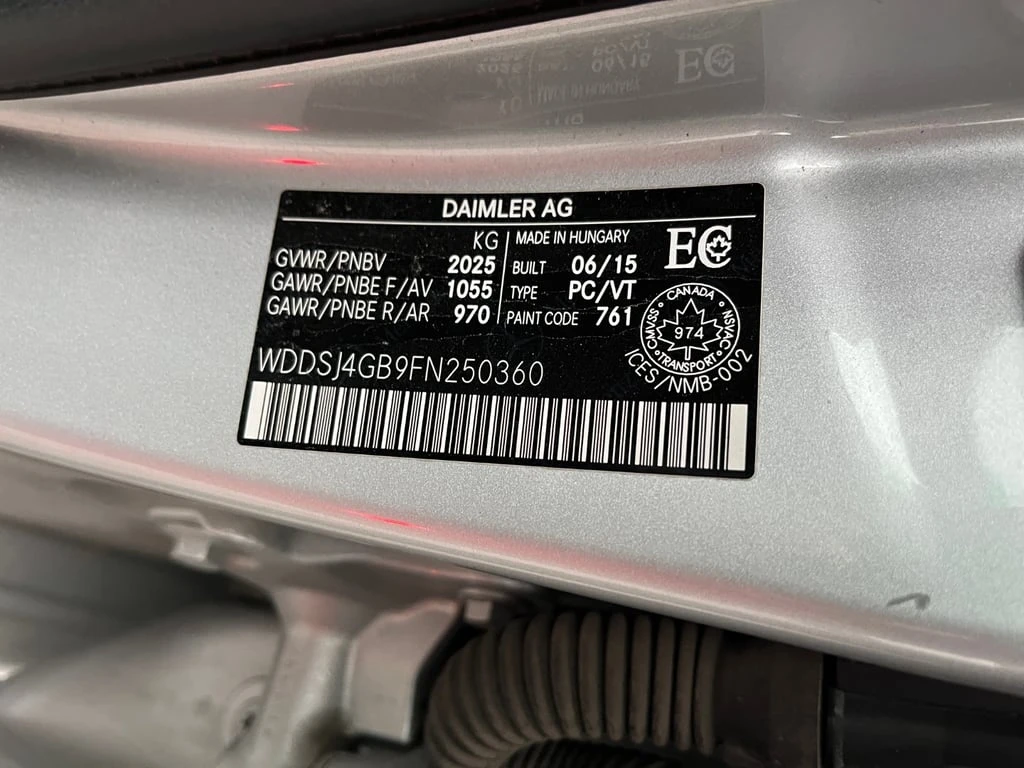 DAIMLER AG
KG
GVWR/PNBV 2025
GAWR/PNBE F/AV 1055
GAWR/PNBE R/AR 970
MADE IN HUNGARY
BUILT 06/15
TYPE PC/VT
PAINT CODE 761
EC
CANADA
CMVSS
974
NSVAC
TRANSPORT
ICES/NMB-002
WDDSJ4GB9FN250360